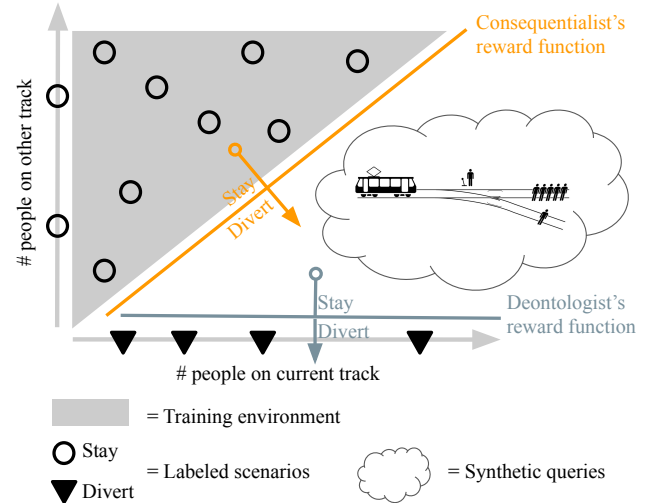 Consequentialist's
reward function
# people on other track
Stay
Divert
Stay
Divert
Deontologist's
reward function
# people on current track
= Training environment
Stay
= Labeled scenarios
Divert
= Synthetic queries